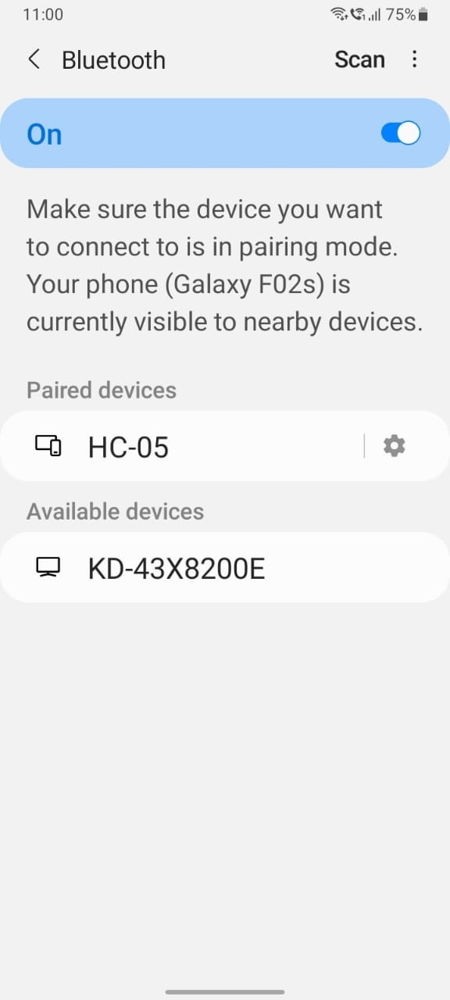 11:00 75%
Bluetooth Scan
On
Make sure the device you want
to connect to is in pairing mode.
Your phone (Galaxy F02s) is
currently visible to nearby devices.
Paired devices
HC-05
Available devices
KD-43X8200E